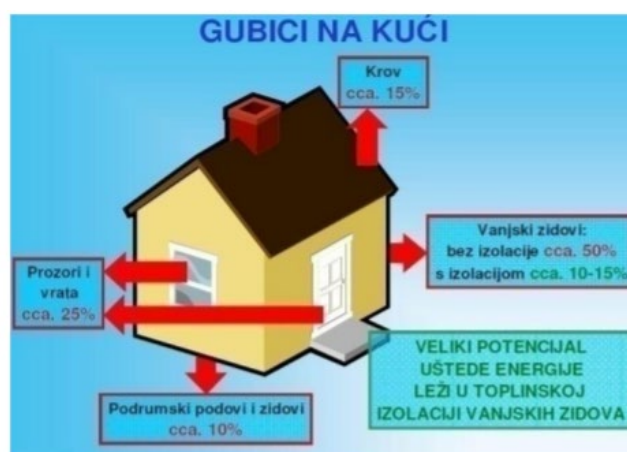 GUBICI NA KUĆI
Krov
cca. 15%
Vanjski zidovi:
bez izolacije cca. 50%
s izolacijom cca. 10-15%
Prozori i
vrata
cca. 25%
Podrumski podovi i zidovi
cca. 10%
VELIKI POTENCIJAL
UŠTEDE ENERGIJE
LEŽI U TOPLINSKOJ
IZOLACIJI VANJSKIH ZIDOVA